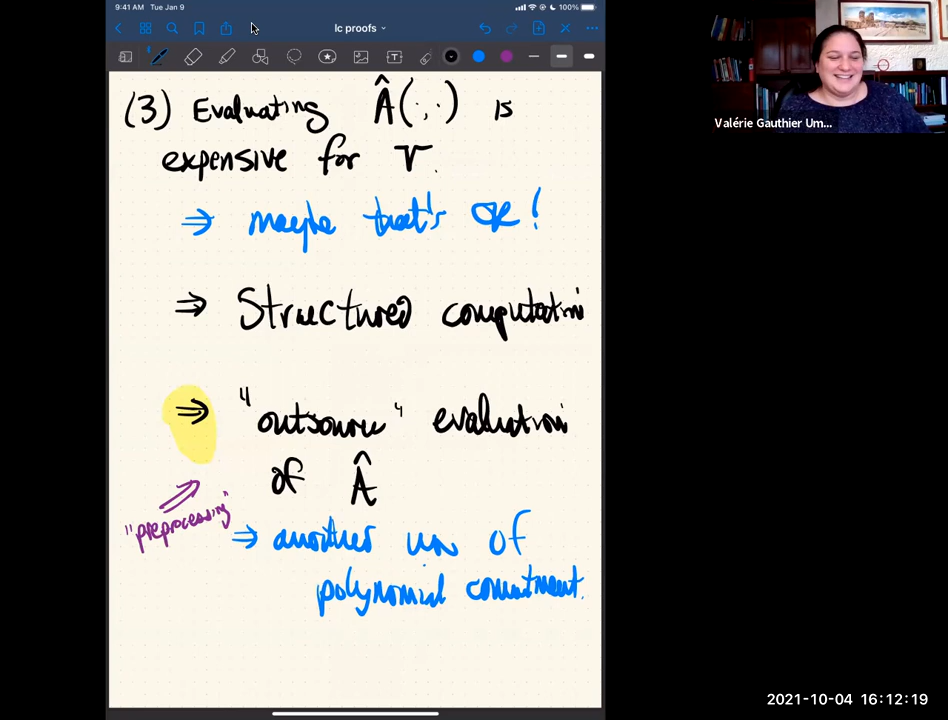 9:41 AM Tue Jan 9
100%
lc proofs
(3) Evaluating Â(·,·) is
expensive for V.
⇒ maybe that's OK!
⇒ Structured computation
⇒ "outsource" evaluation
of Â
"preprocessing"
⇒ another use of
polynomial commitment.
Valérie Gauthier Um...
2021-10-04 16:12:19